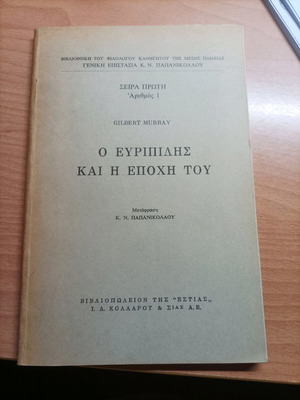 ΒΙΒΛΙΟΘΗΚΗ ΤΟΥ ΦΙΛΟΛΟΓΟΥ ΚΑΘΗΓΗΤΟΥ ΤΗΣ ΜΕΣΗΣ ΠΑΙΔΕΙΑΣ
ΓΕΝΙΚΗ ΕΠΙΣΤΑΣΙΑ Κ. Ν. ΠΑΠΑΝΙΚΟΛΑΟΥ
ΣΕΙΡΑ ΠΡΩΤΗ
Ἀριθμὸς 1
GILBERT MURRAY
Ο ΕΥΡΙΠΙΔΗΣ
ΚΑΙ Η ΕΠΟΧΗ ΤΟΥ
Μετάφραση
Κ. Ν. ΠΑΠΑΝΙΚΟΛΑΟΥ
ΒΙΒΛΙΟΠΩΛΕΙΟΝ ΤΗΣ "ΕΣΤΙΑΣ"
Ι. Δ. ΚΟΛΛΑΡΟΥ & ΣΙΑΣ Α.Ε.